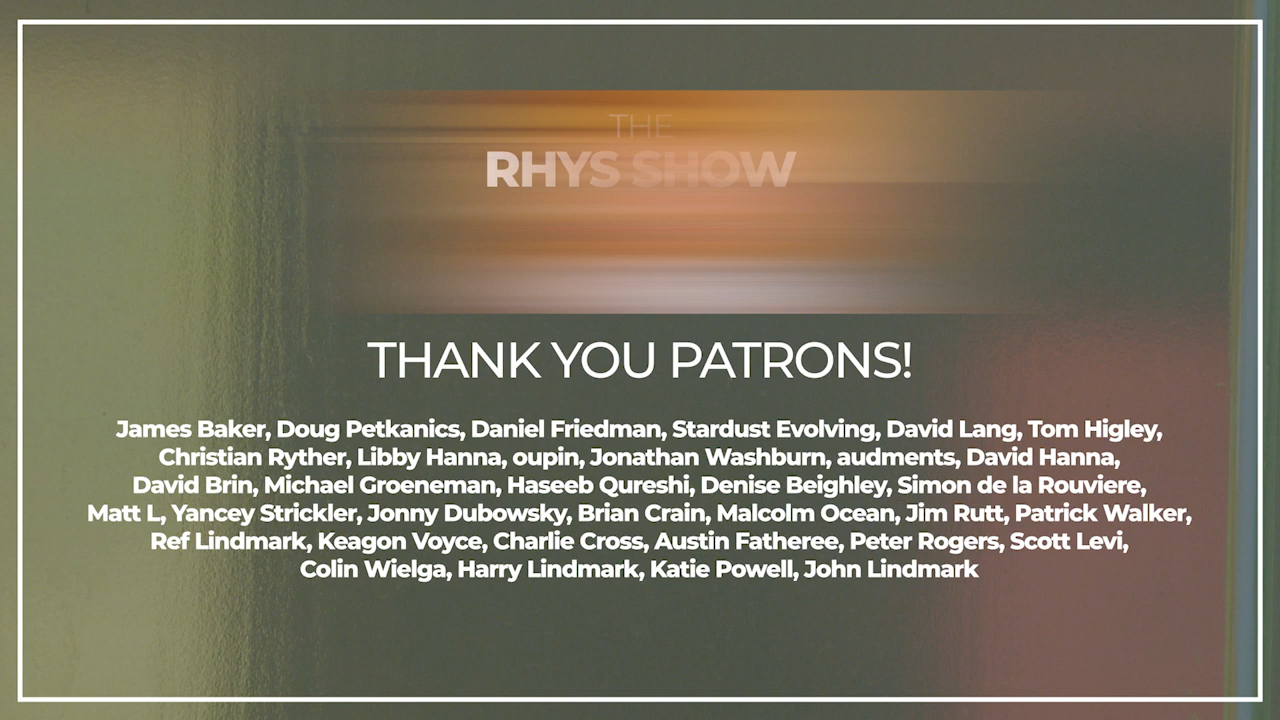 THE
RHYS SHOW
THANK YOU PATRONS!
James Baker, Doug Petkanics, Daniel Friedman, Stardust Evolving, David Lang, Tom Higley,
Christian Ryther, Libby Hanna, oupin, Jonathan Washburn, audments, David Hanna,
David Brin, Michael Groeneman, Haseeb Qureshi, Denise Beighley, Simon de la Rouviere,
Matt L, Yancey Strickler, Jonny Dubowsky, Brian Crain, Malcolm Ocean, Jim Rutt, Patrick Walker,
Ref Lindmark, Keagon Voyce, Charlie Cross, Austin Fatheree, Peter Rogers, Scott Levi,
Colin Wielga, Harry Lindmark, Katie Powell, John Lindmark